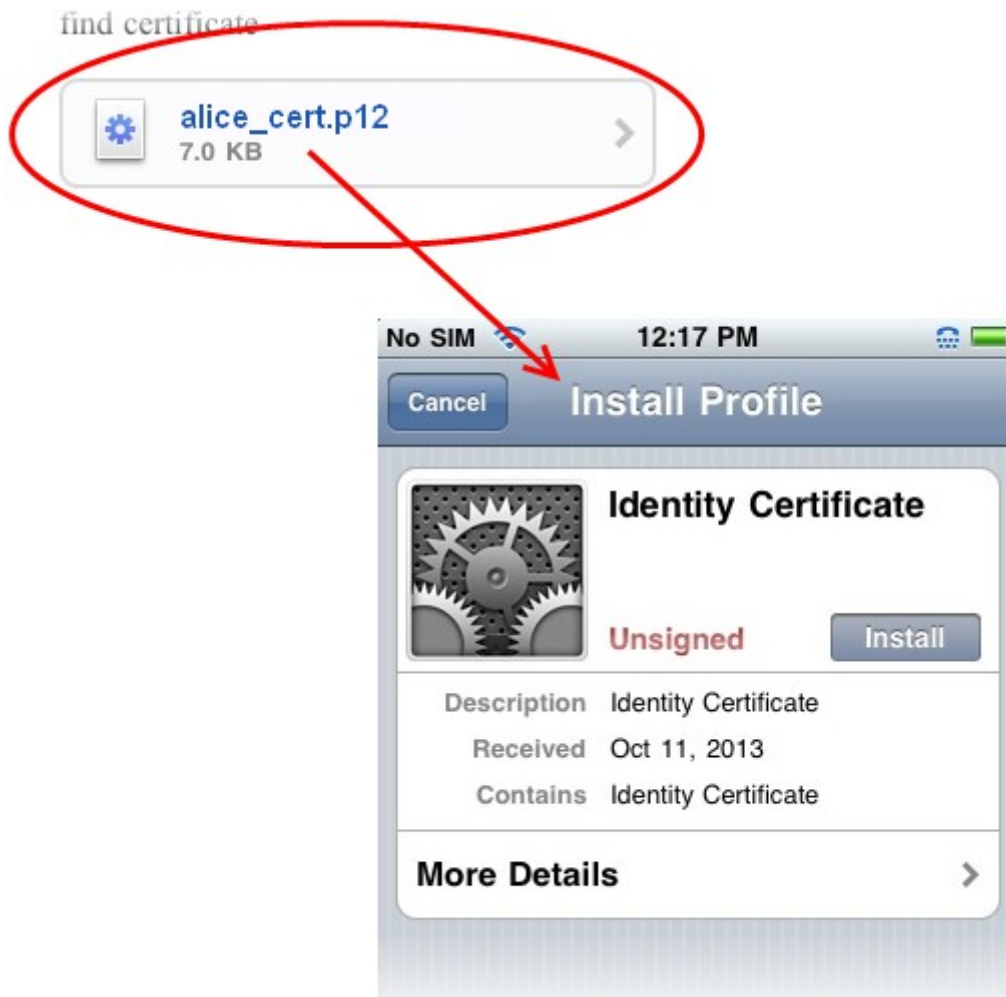 find certificate
alice_cert.p12
7.0 KB
No SIM 12:17 PM
Cancel Install Profile
Identity Certificate
Unsigned Install
Description Identity Certificate
Received Oct 11, 2013
Contains Identity Certificate
More Details